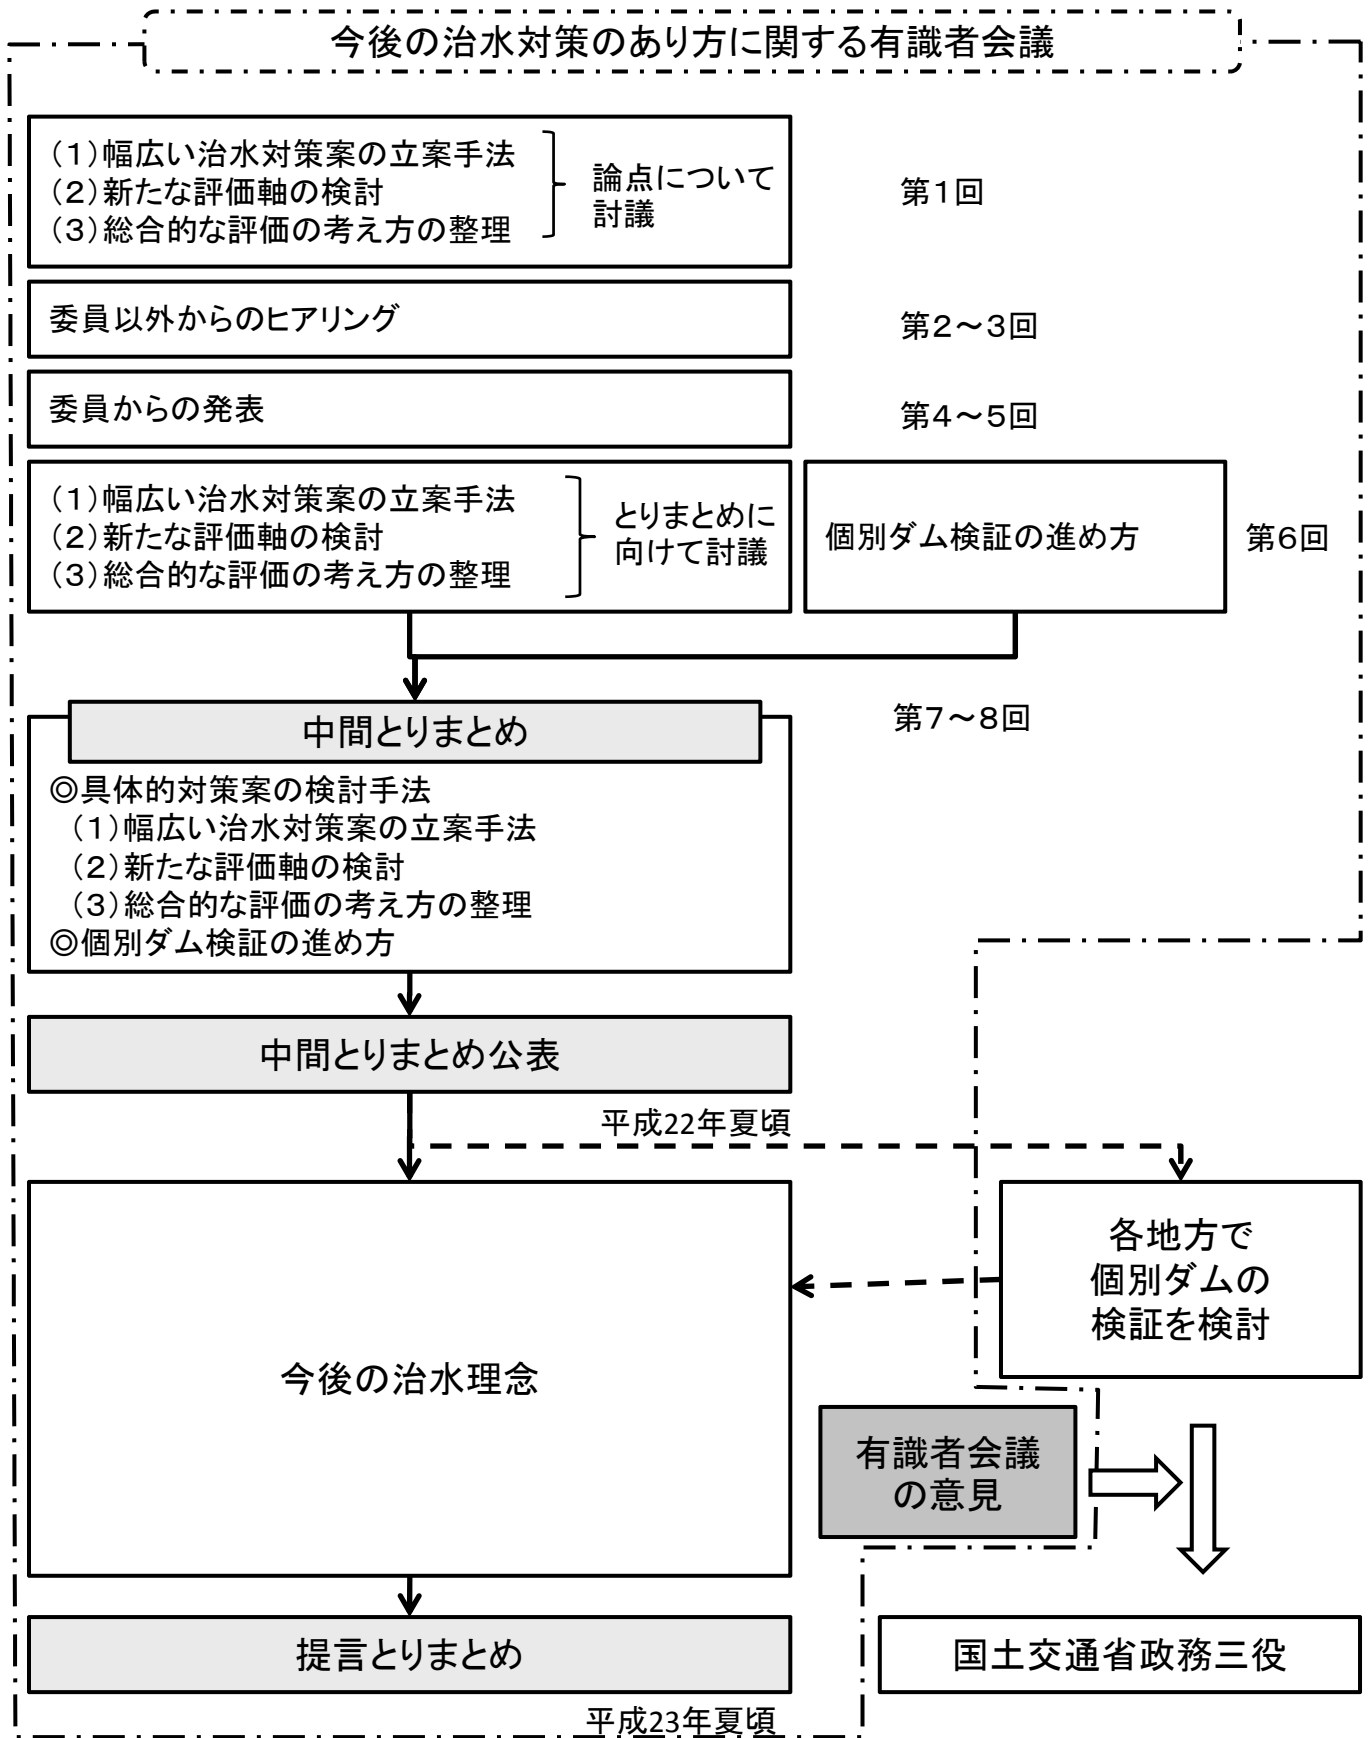 今後の治水対策のあり方に関する有識者会議
（１）幅広い治水対策案の立案手法
（２）新たな評価軸の検討
（３）総合的な評価の考え方の整理
論点について
討議
第１回
委員以外からのヒアリング
第２～３回
委員からの発表
第４～５回
（１）幅広い治水対策案の立案手法
（２）新たな評価軸の検討
（３）総合的な評価の考え方の整理
とりまとめに
向けて討議
個別ダム検証の進め方
第６回
中間とりまとめ
第７～８回
◎具体的対策案の検討手法
（１）幅広い治水対策案の立案手法
（２）新たな評価軸の検討
（３）総合的な評価の考え方の整理
◎個別ダム検証の進め方
中間とりまとめ公表
平成22年夏頃
今後の治水理念
各地方で
個別ダムの
検証を検討
有識者会議
の意見
提言とりまとめ
国土交通省政務三役
平成23年夏頃